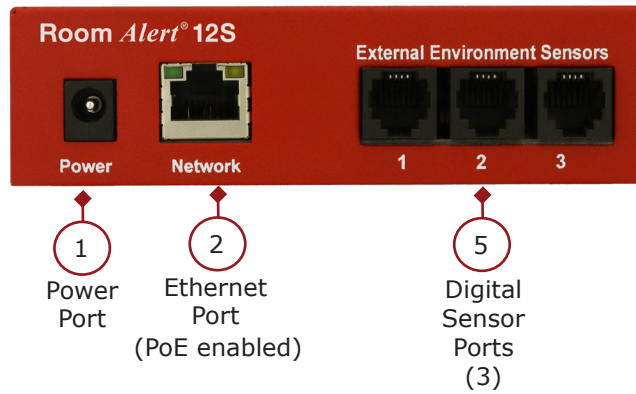 Room Alert® 12S
External Environment Sensors
Power
Network
1 2 3
1
Power
Port
2
Ethernet
Port
(PoE enabled)
5
Digital
Sensor
Ports
(3)